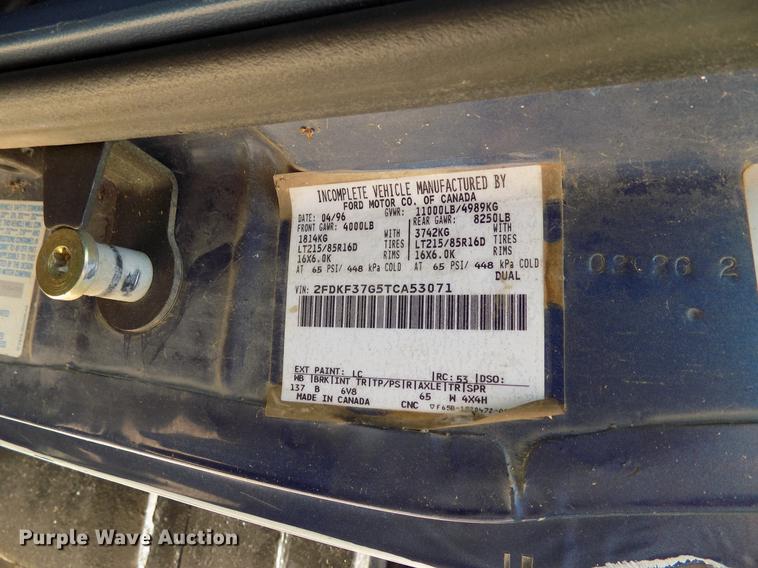 INCOMPLETE VEHICLE MANUFACTURED BY
FORD MOTOR CO. OF CANADA
DATE: 04/96 GVWR: 11000LB/4989KG
FRONT GAWR: 4000LB REAR GAWR: 8250LB
1814KG WITH 3742KG WITH
LT215/85R16D TIRES LT215/85R16D TIRES
16X6.0K RIMS 16X6.0K RIMS
AT 65 PSI/ 448 kPa COLD AT 65 PSI/ 448 kPa COLD
DUAL
VIN: 2FDKF37G5TCA53071
EXT PAINT: LC RC: 53 DSO:
WB BRK INT TR TP/PS R AXLE TR SPR
137 B 6V8 65 W 4X4H
MADE IN CANADA CNC
Purple Wave Auction